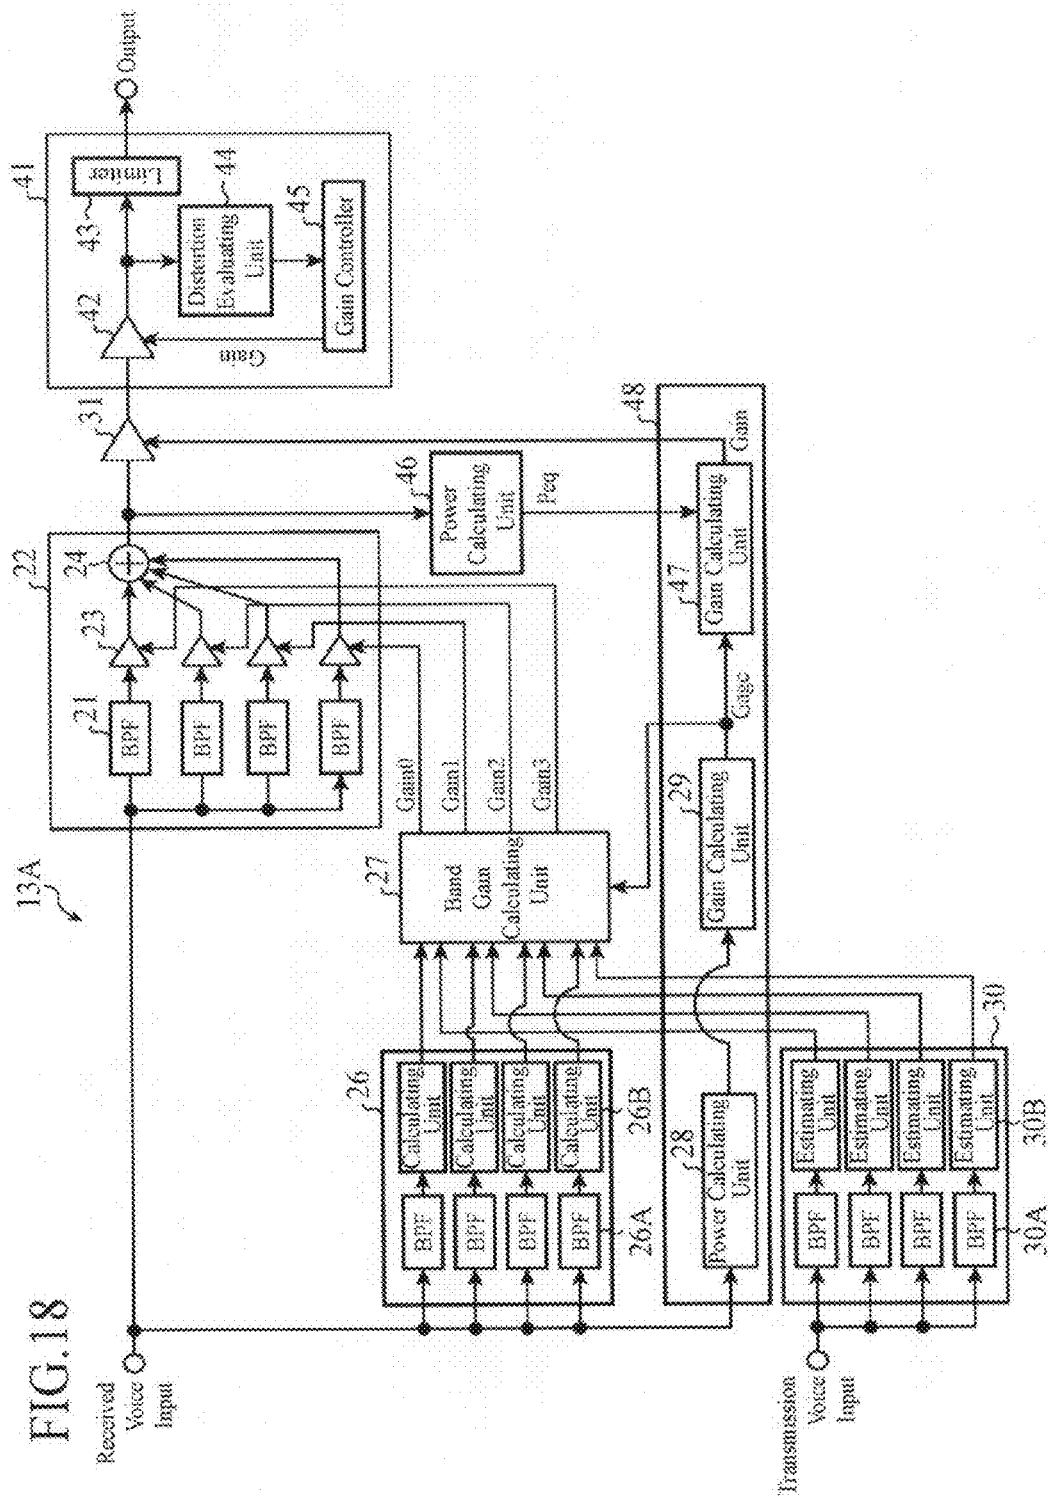 FIG.18
13A
Received
Voice
Input
22
21
BPF
BPF
BPF
BPF
23
24
31
41
42
43
Limiter
Output
44
Distortion
Evaluating
Unit
45
Gain Controller
Gain
46
Power
Calculating
Unit
Peq
26
BPF
BPF
BPF
BPF
26A
Calculating
Unit
Calculating
Unit
Calculating
Unit
Calculating
Unit
26B
27
Band
Gain
Calculating
Unit
Gain0
Gain1
Gain2
Gain3
48
28
Power Calculating
Unit
29
Gain Calculating
Unit
Gagc
47
Gain Calculating
Unit
Gain
Transmission
Voice
Input
30
BPF
BPF
BPF
BPF
30A
Estimating
Unit
Estimating
Unit
Estimating
Unit
Estimating
Unit
30B